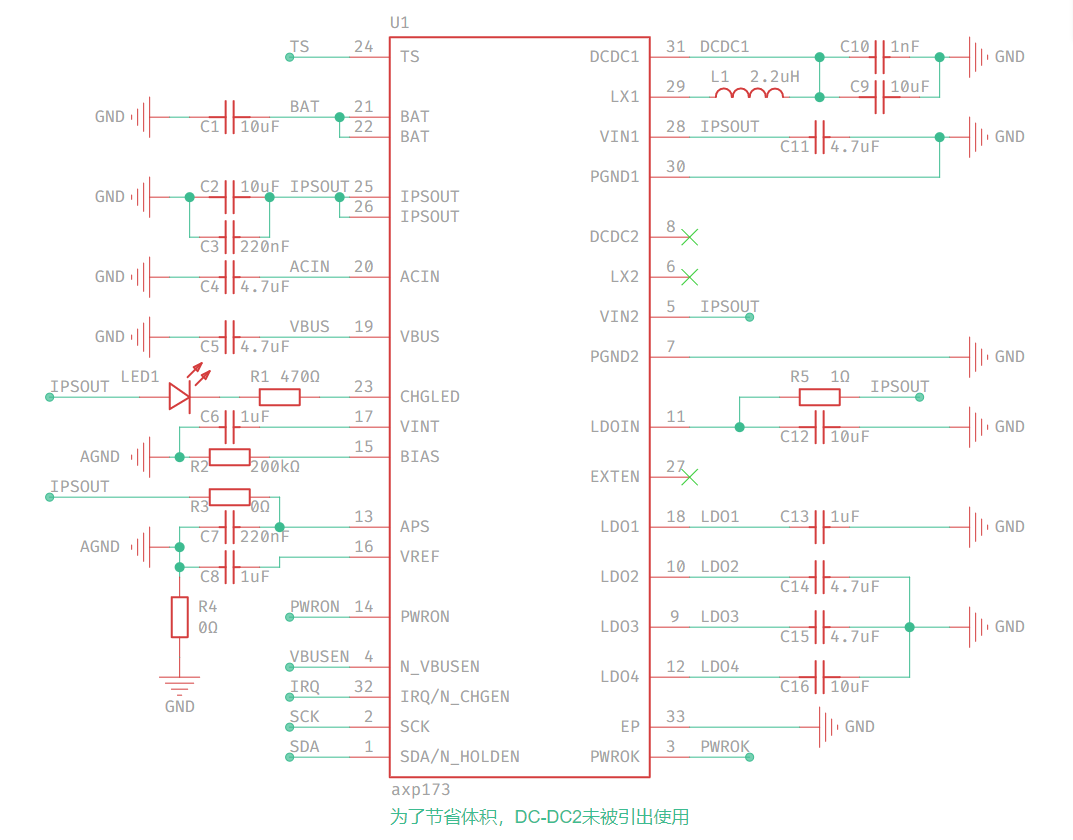 U1
TS 24 TS
DCDC1 31 DCDC1 C10 1nF GND
L1 2.2uH
LX1 29 C9 10uF
GND C1 10uF BAT 21 BAT
22 BAT
VIN1 28 IPSOUT C11 4.7uF GND
PGND1 30
GND C2 10uF IPSOUT 25 IPSOUT
26 IPSOUT
C3 220nF
DCDC2 8
GND C4 4.7uF ACIN 20 ACIN
LX2 6
VIN2 5 IPSOUT
GND C5 4.7uF VBUS 19 VBUS
PGND2 7 GND
IPSOUT LED1 R1 470Ω 23 CHGLED
R5 1Ω IPSOUT
C6 1uF 17 VINT
LDOIN 11 C12 10uF GND
AGND R2 200kΩ 15 BIAS
EXTEN 27
IPSOUT R3 0Ω
C7 220nF 13 APS
LDO1 18 LDO1 C13 1uF GND
AGND
C8 1uF 16 VREF
LDO2 10 LDO2 C14 4.7uF
R4
0Ω
PWRON 14 PWRON
LDO3 9 LDO3 C15 4.7uF GND
VBUSEN 4 N_VBUSEN
LDO4 12 LDO4 C16 10uF
IRQ 32 IRQ/N_CHGEN
GND
SCK 2 SCK
EP 33 GND
SDA 1 SDA/N_HOLDEN
PWROK 3 PWROK
axp173
为了节省体积，DC-DC2未被引出使用